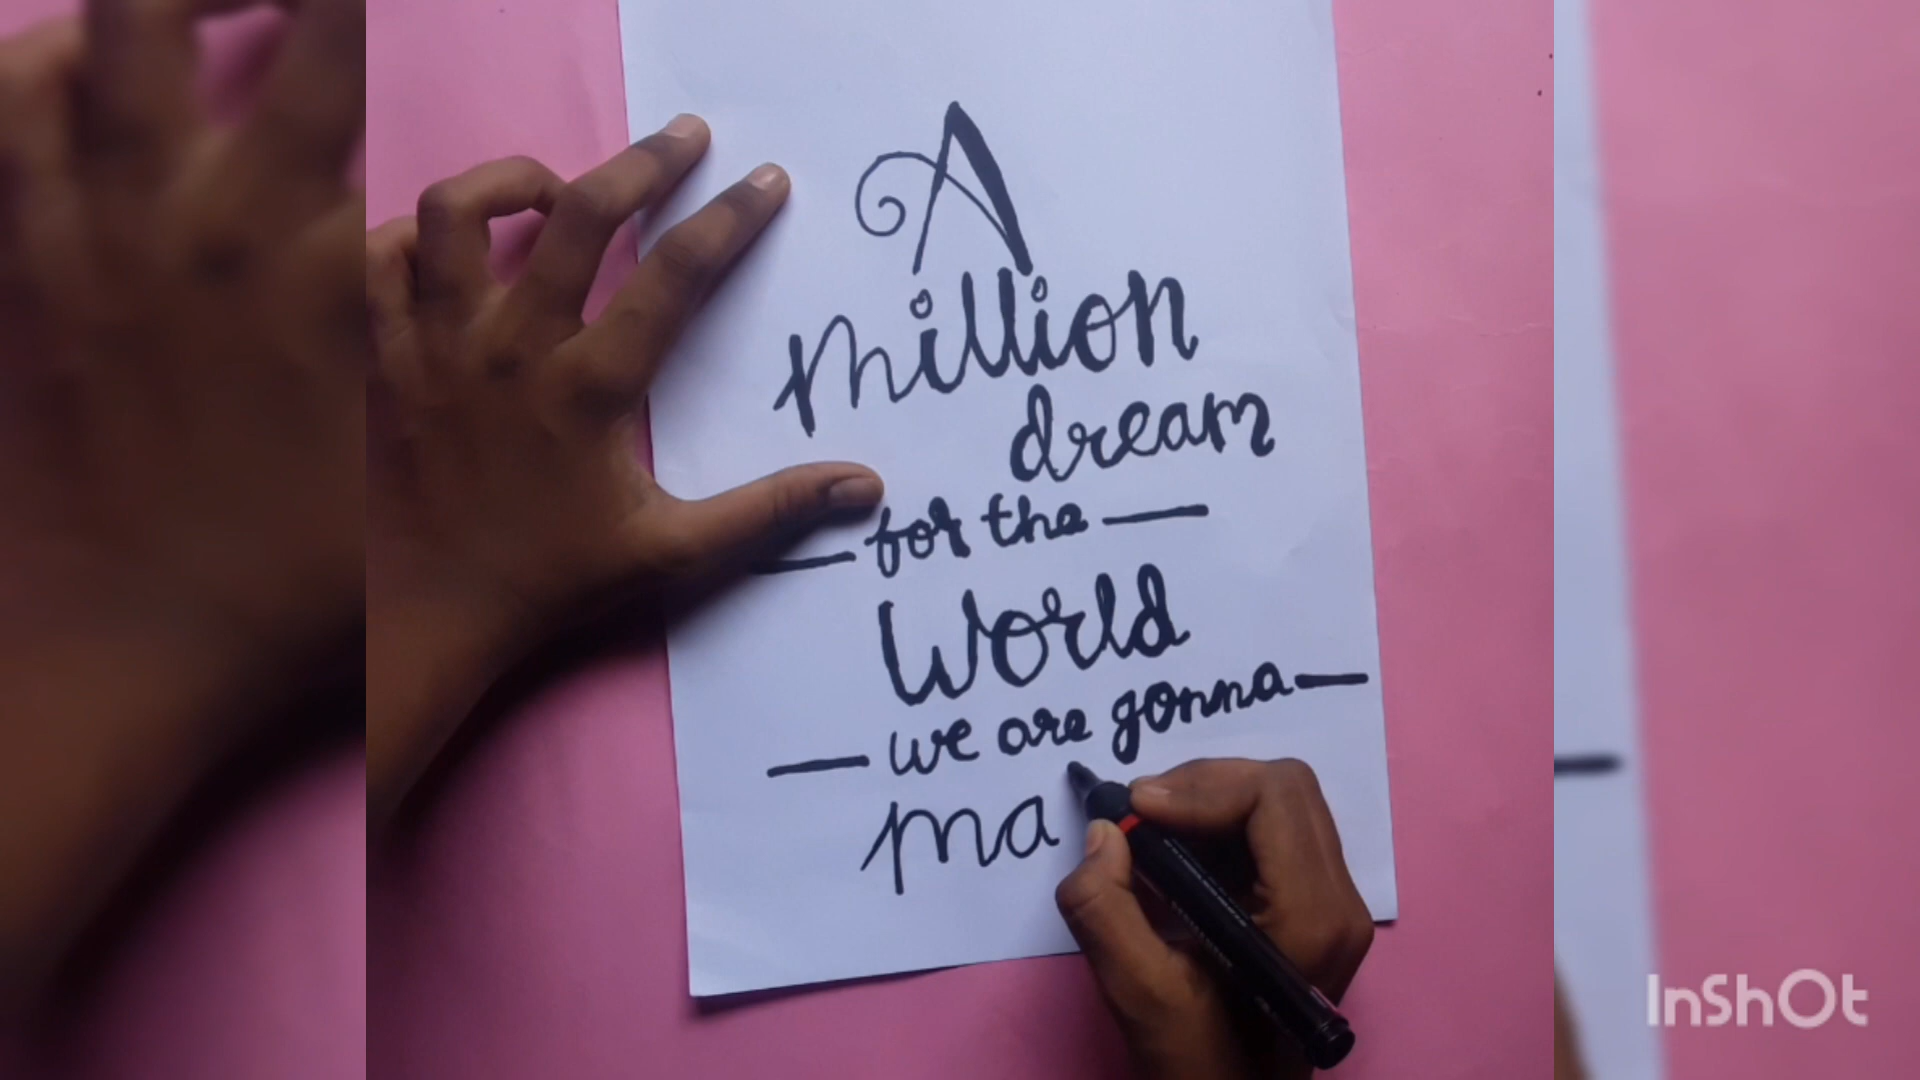 A
million
dream
— for the —
World
— we are gonna —
ma
InShOt